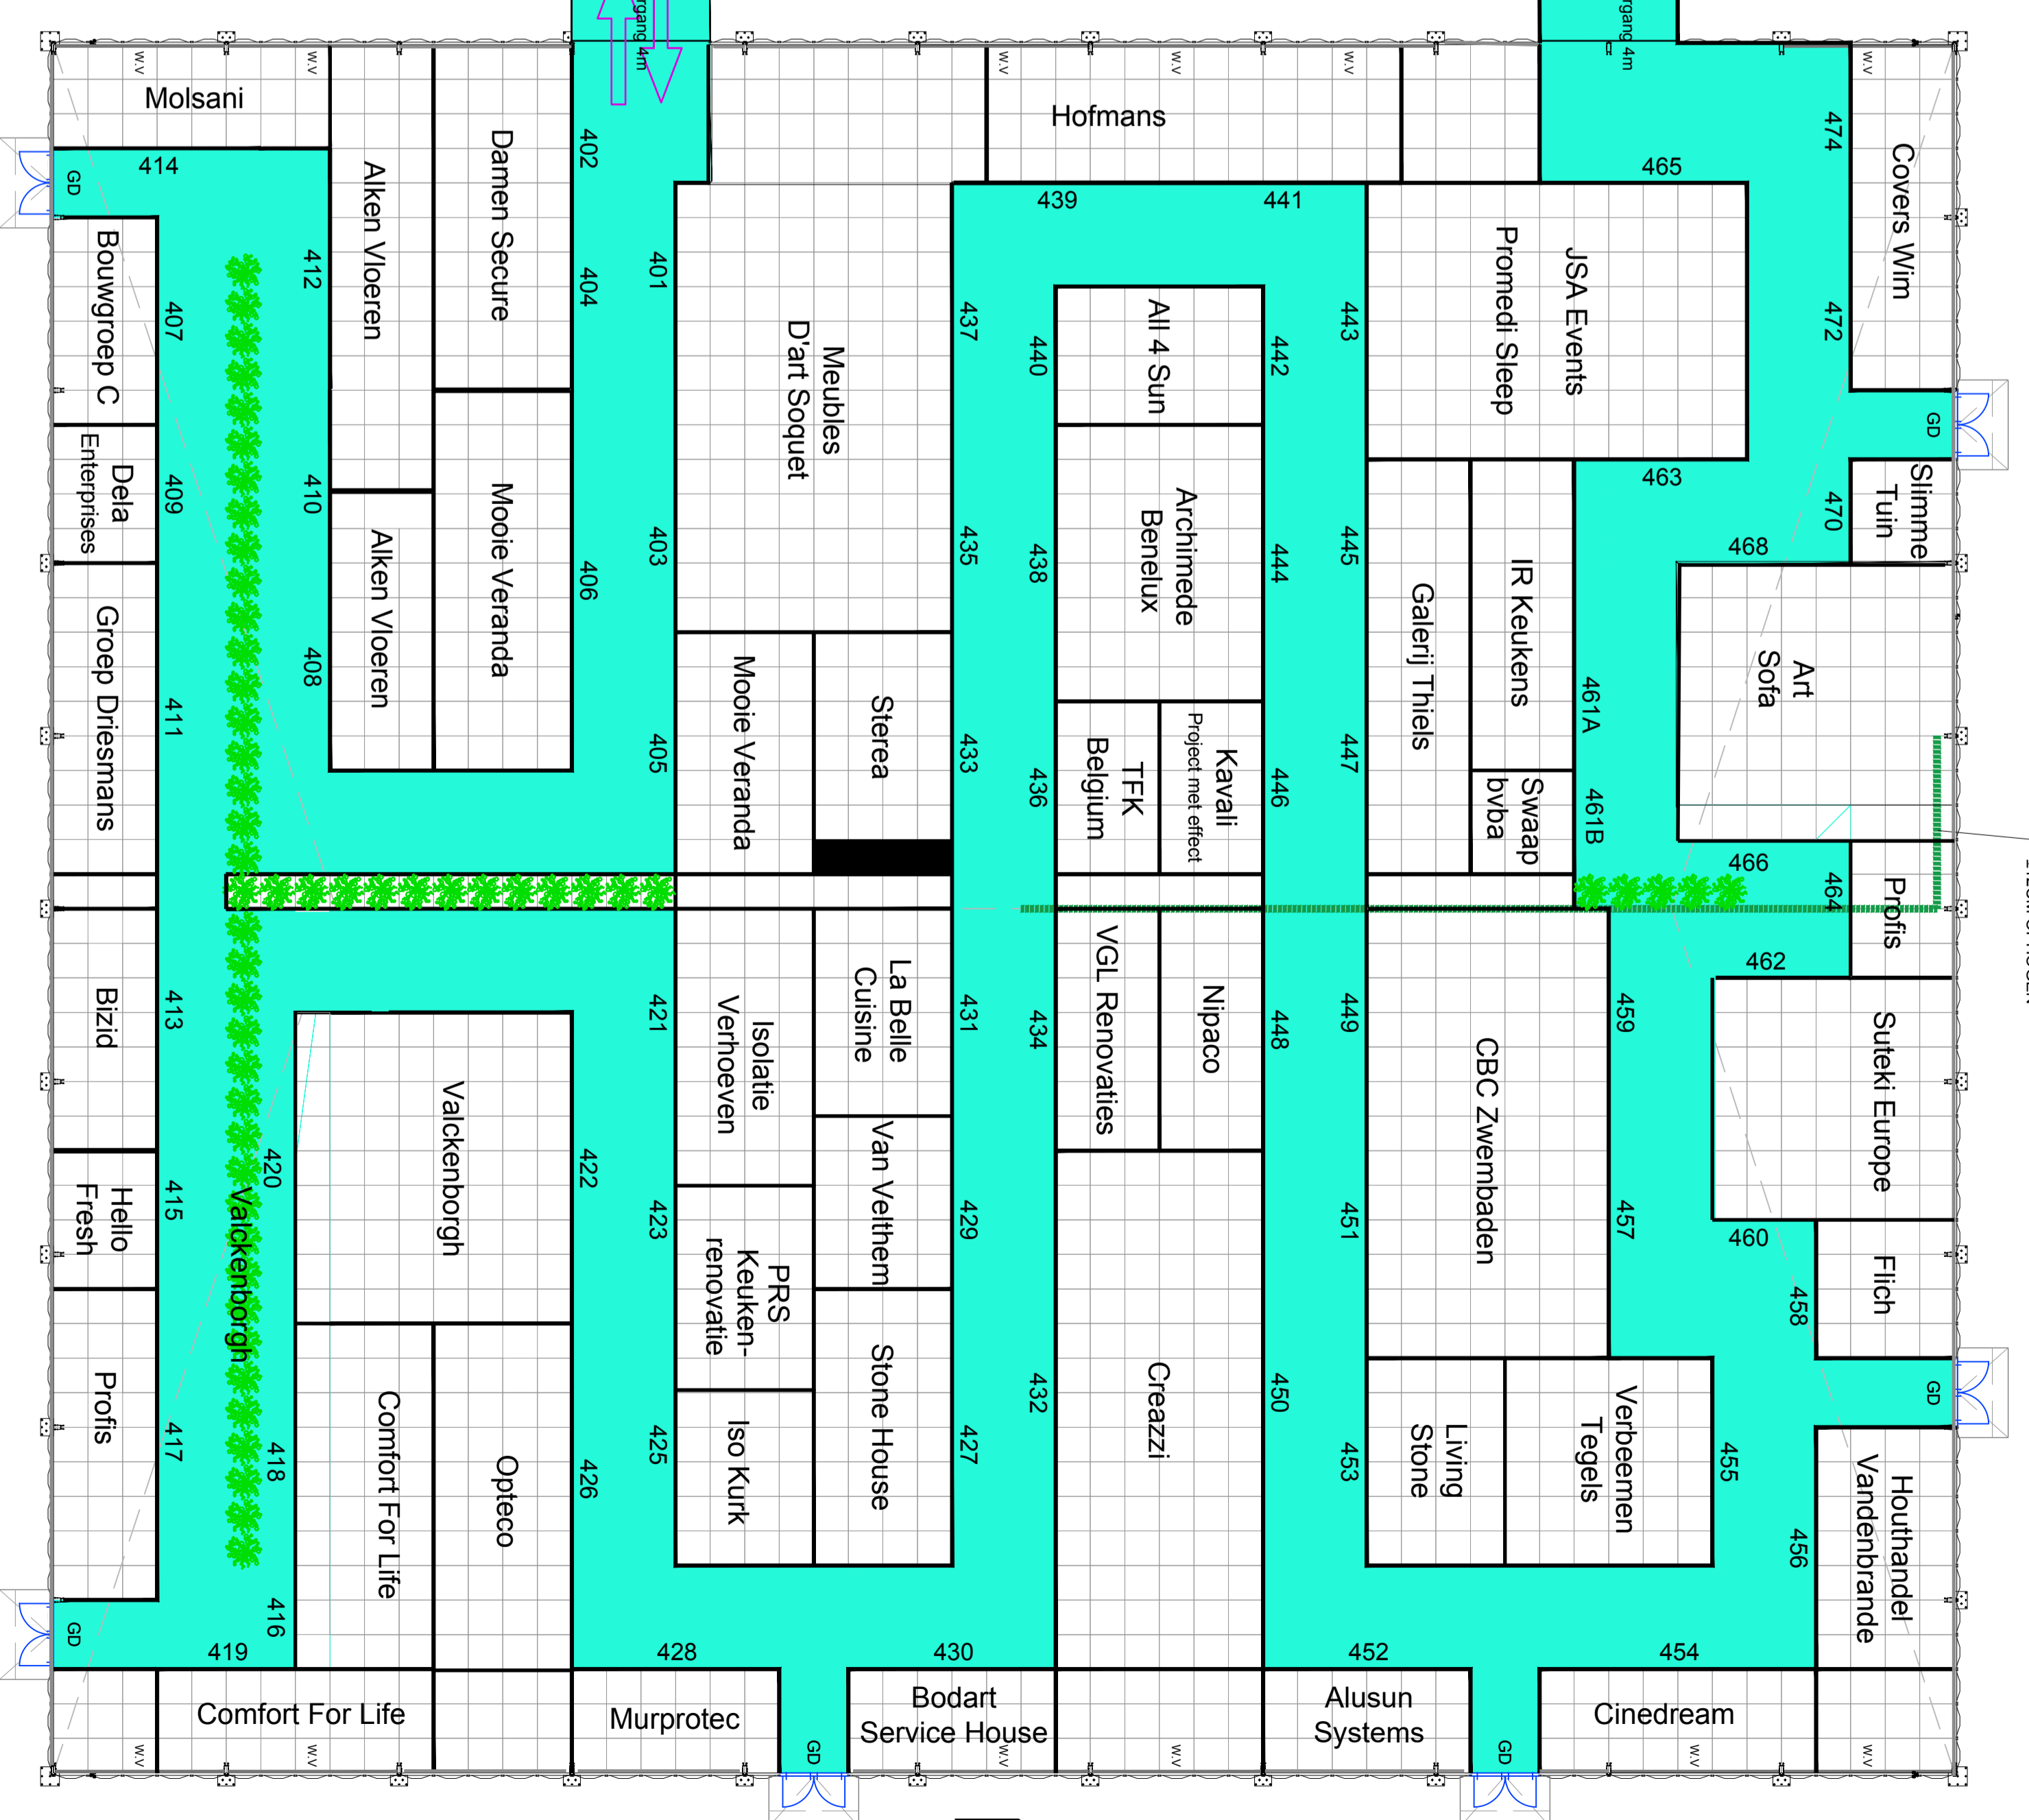 rgang 4m
rgang 4m
w.v
w.v
w.v
w.v
w.v
w.v
Molsani
Hofmans
Covers Wim
402
474
414
465
GD
Alken Vloeren
Damen Secure
439
441
Bouwgroep C
412
404
401
Meubles
D'art Soquet
437
440
All 4 Sun
442
443
Promedi Sleep
JSA Events
472
407
GD
Dela
Enterprises
409
410
Mooie Veranda
406
403
435
438
Archimede
Benelux
444
445
463
470
Slimme
Tuin
468
Groep Driesmans
411
408
Alken Vloeren
Galerij Thiels
IR Keukens
461A
Art
Sofa
405
Mooie Veranda
Sterea
433
436
TFK
Belgium
Kavali
Project met effect
446
447
Swaap
bvba
461B
466
464
Profis
462
Bizid
413
421
Isolatie
Verhoeven
La Belle
Cuisine
431
434
VGL Renovaties
Nipaco
448
449
CBC Zwembaden
459
Suteki Europe
Hello
Fresh
415
420
Valckenborgh
Valckenborgh
422
423
PRS
Keuken-
renovatie
Van Velthem
429
451
457
460
458
Flich
Profis
417
418
Comfort For Life
Opteco
426
425
Iso Kurk
Stone House
427
432
Creazzi
450
453
Living
Stone
Verbeemen
Tegels
455
456
GD
Houthandel
Vandenbrande
416
GD
419
428
430
452
454
Comfort For Life
Murprotec
Bodart
Service House
Alusun
Systems
Cinedream
GD
GD
w.v
w.v
w.v
w.v
w.v
w.v